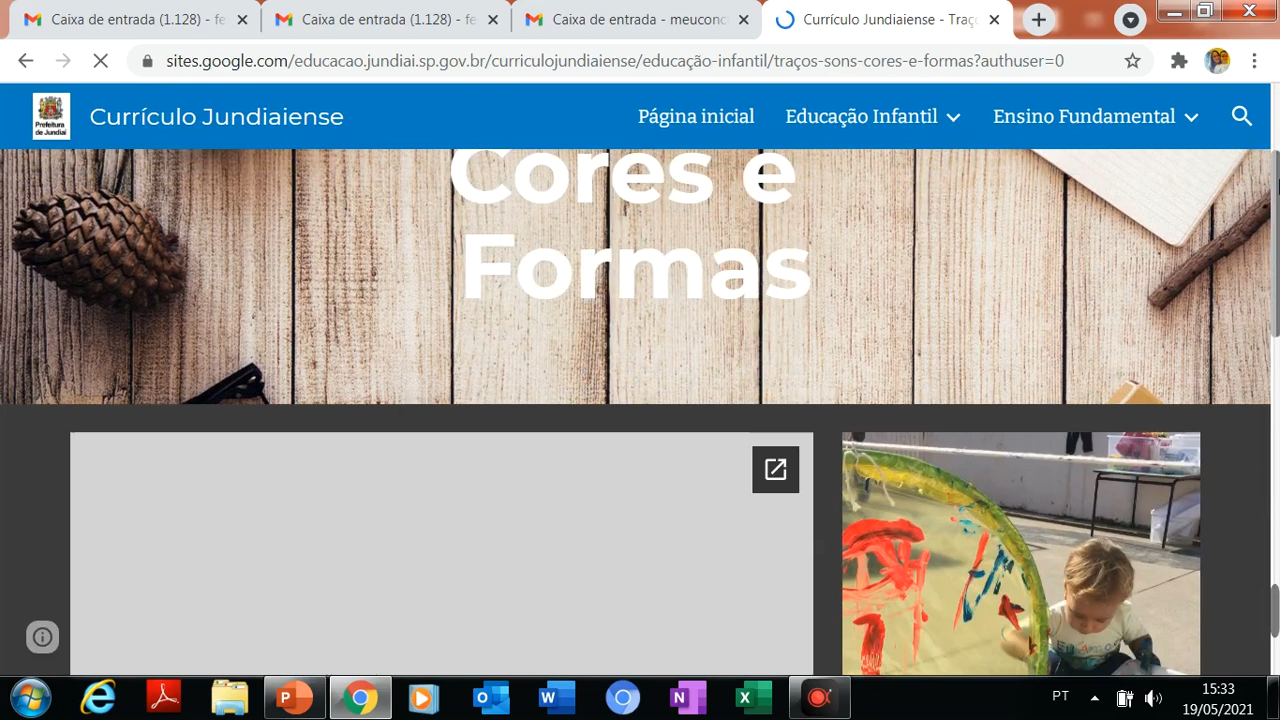 Caixa de entrada (1.128) - fe
Caixa de entrada (1.128) - fe
Caixa de entrada - meuconc
Currículo Jundiaiense - Traço
sites.google.com/educacao.jundiai.sp.gov.br/curriculojundiaiense/educação-infantil/traços-sons-cores-e-formas?authuser=0
Prefeitura
de Jundiaí
Currículo Jundiaiense
Página inicial
Educação Infantil
Ensino Fundamental
Cores e
Formas
PT
15:33
19/05/2021